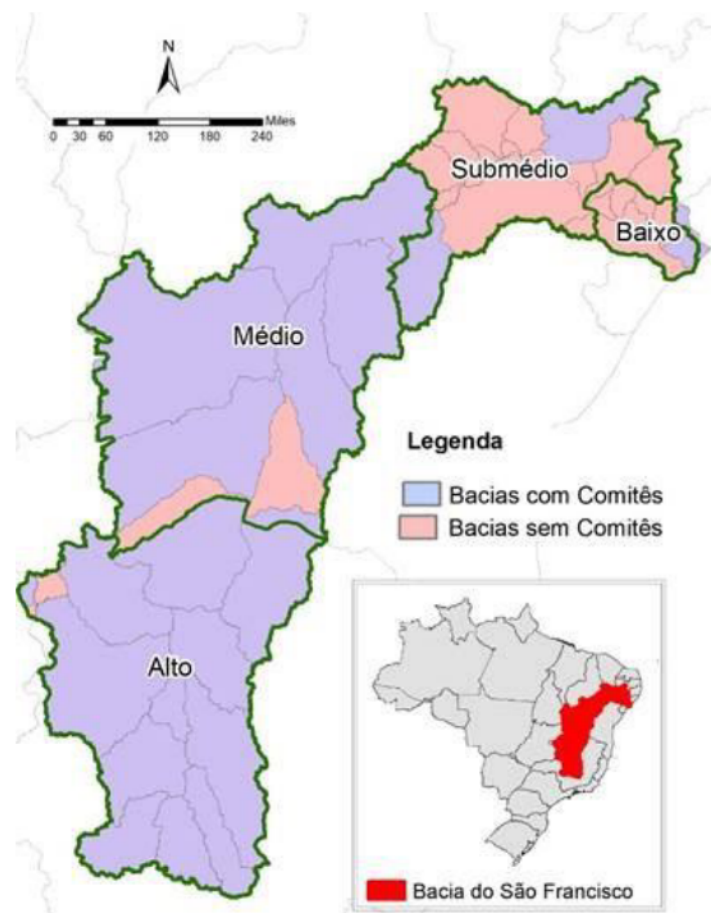 N
Miles
0 30 60 120 180 240
Submédio
Baixo
Médio
Legenda
Bacias com Comitês
Bacias sem Comitês
Alto
Bacia do São Francisco